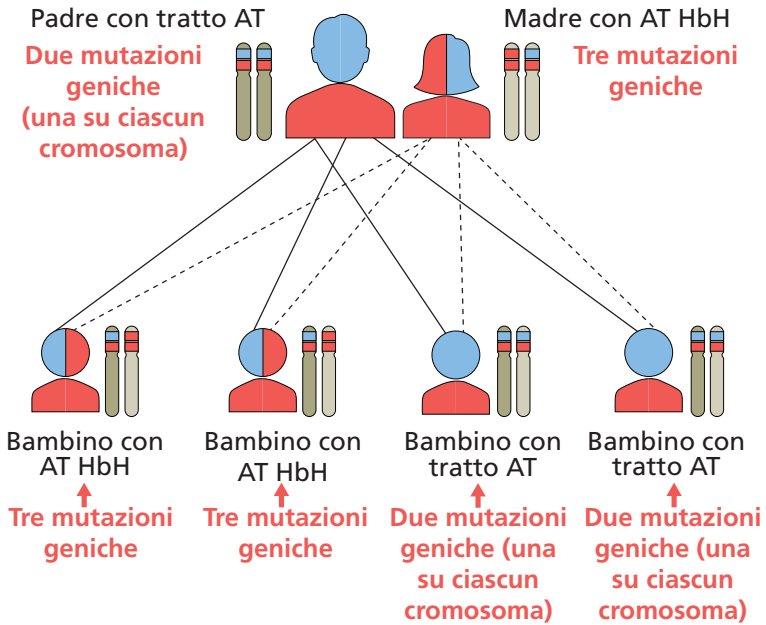 Padre con tratto AT
Due mutazioni
geniche
(una su ciascun
cromosoma)
Madre con AT HbH
Tre mutazioni
geniche
Bambino con
AT HbH
Tre mutazioni
geniche
Bambino con
AT HbH
Tre mutazioni
geniche
Bambino con
tratto AT
Due mutazioni
geniche (una
su ciascun
cromosoma)
Bambino con
tratto AT
Due mutazioni
geniche (una
su ciascun
cromosoma)